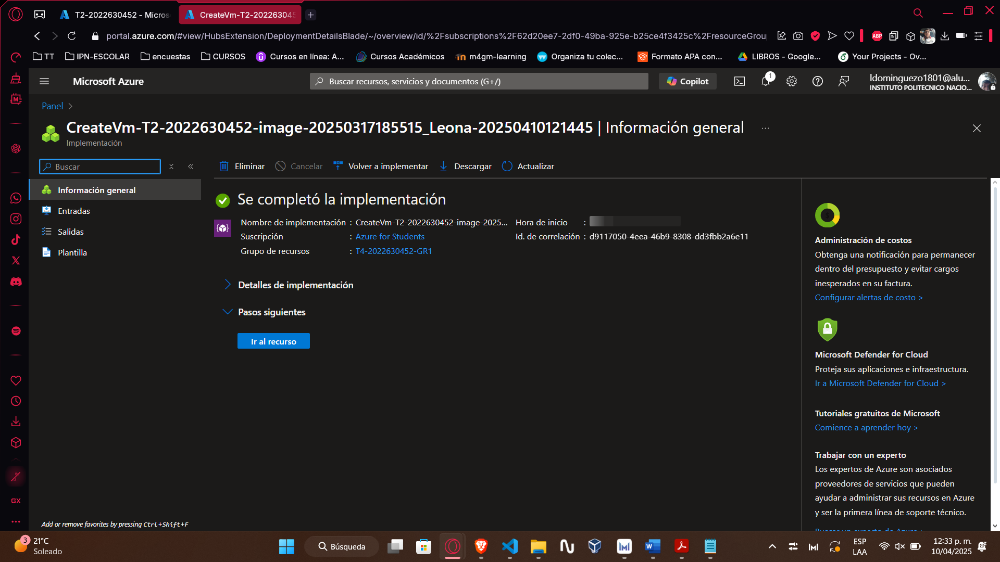 T2-2022630452 - Micros
CreateVm-T2-202263045
portal.azure.com/#view/HubsExtension/DeploymentDetailsBlade/~/overview/id/%2Fsubscriptions%2F62d20ee7-2df0-49ba-925e-b25ce4f3425c%2FresourceGroup
ABP
TT
IPN-ESCOLAR
encuestas
CURSOS
Cursos en línea: A...
Cursos Académicos
m4gm-learning
Organiza tu colec...
Formato APA con...
LIBROS - Google...
Your Projects - Ov...
Microsoft Azure
Buscar recursos, servicios y documentos (G+/)
Copilot
1
ldominguezo1801@alu...
INSTITUTO POLITECNICO NACIO...
Panel
CreateVm-T2-2022630452-image-20250317185515_Leona-20250410121445 | Información general
...
Implementación
Buscar
Eliminar
Cancelar
Volver a implementar
Descargar
Actualizar
Información general
Entradas
Salidas
Plantilla
Se completó la implementación
Nombre de implementación : CreateVm-T2-2022630452-image-2025...
Suscripción : Azure for Students
Grupo de recursos : T4-2022630452-GR1
Hora de inicio :
Id. de correlación : d9117050-4eea-46b9-8308-dd3fbb2a6e11
Detalles de implementación
Pasos siguientes
Ir al recurso
Administración de costos
Obtenga una notificación para permanecer
dentro del presupuesto y evitar cargos
inesperados en su factura.
Configurar alertas de costo >
Microsoft Defender for Cloud
Proteja sus aplicaciones e infraestructura.
Ir a Microsoft Defender for Cloud >
Tutoriales gratuitos de Microsoft
Comience a aprender hoy >
Trabajar con un experto
Los expertos de Azure son asociados
proveedores de servicios que pueden
ayudar a administrar sus recursos en Azure
y ser la primera línea de soporte técnico.
Buscar un experto de Azure >
GX
Add or remove favorites by pressing Ctrl+Shift+F
3
21°C
Soleado
Búsqueda
ESP
LAA
12:33 p. m.
10/04/2025